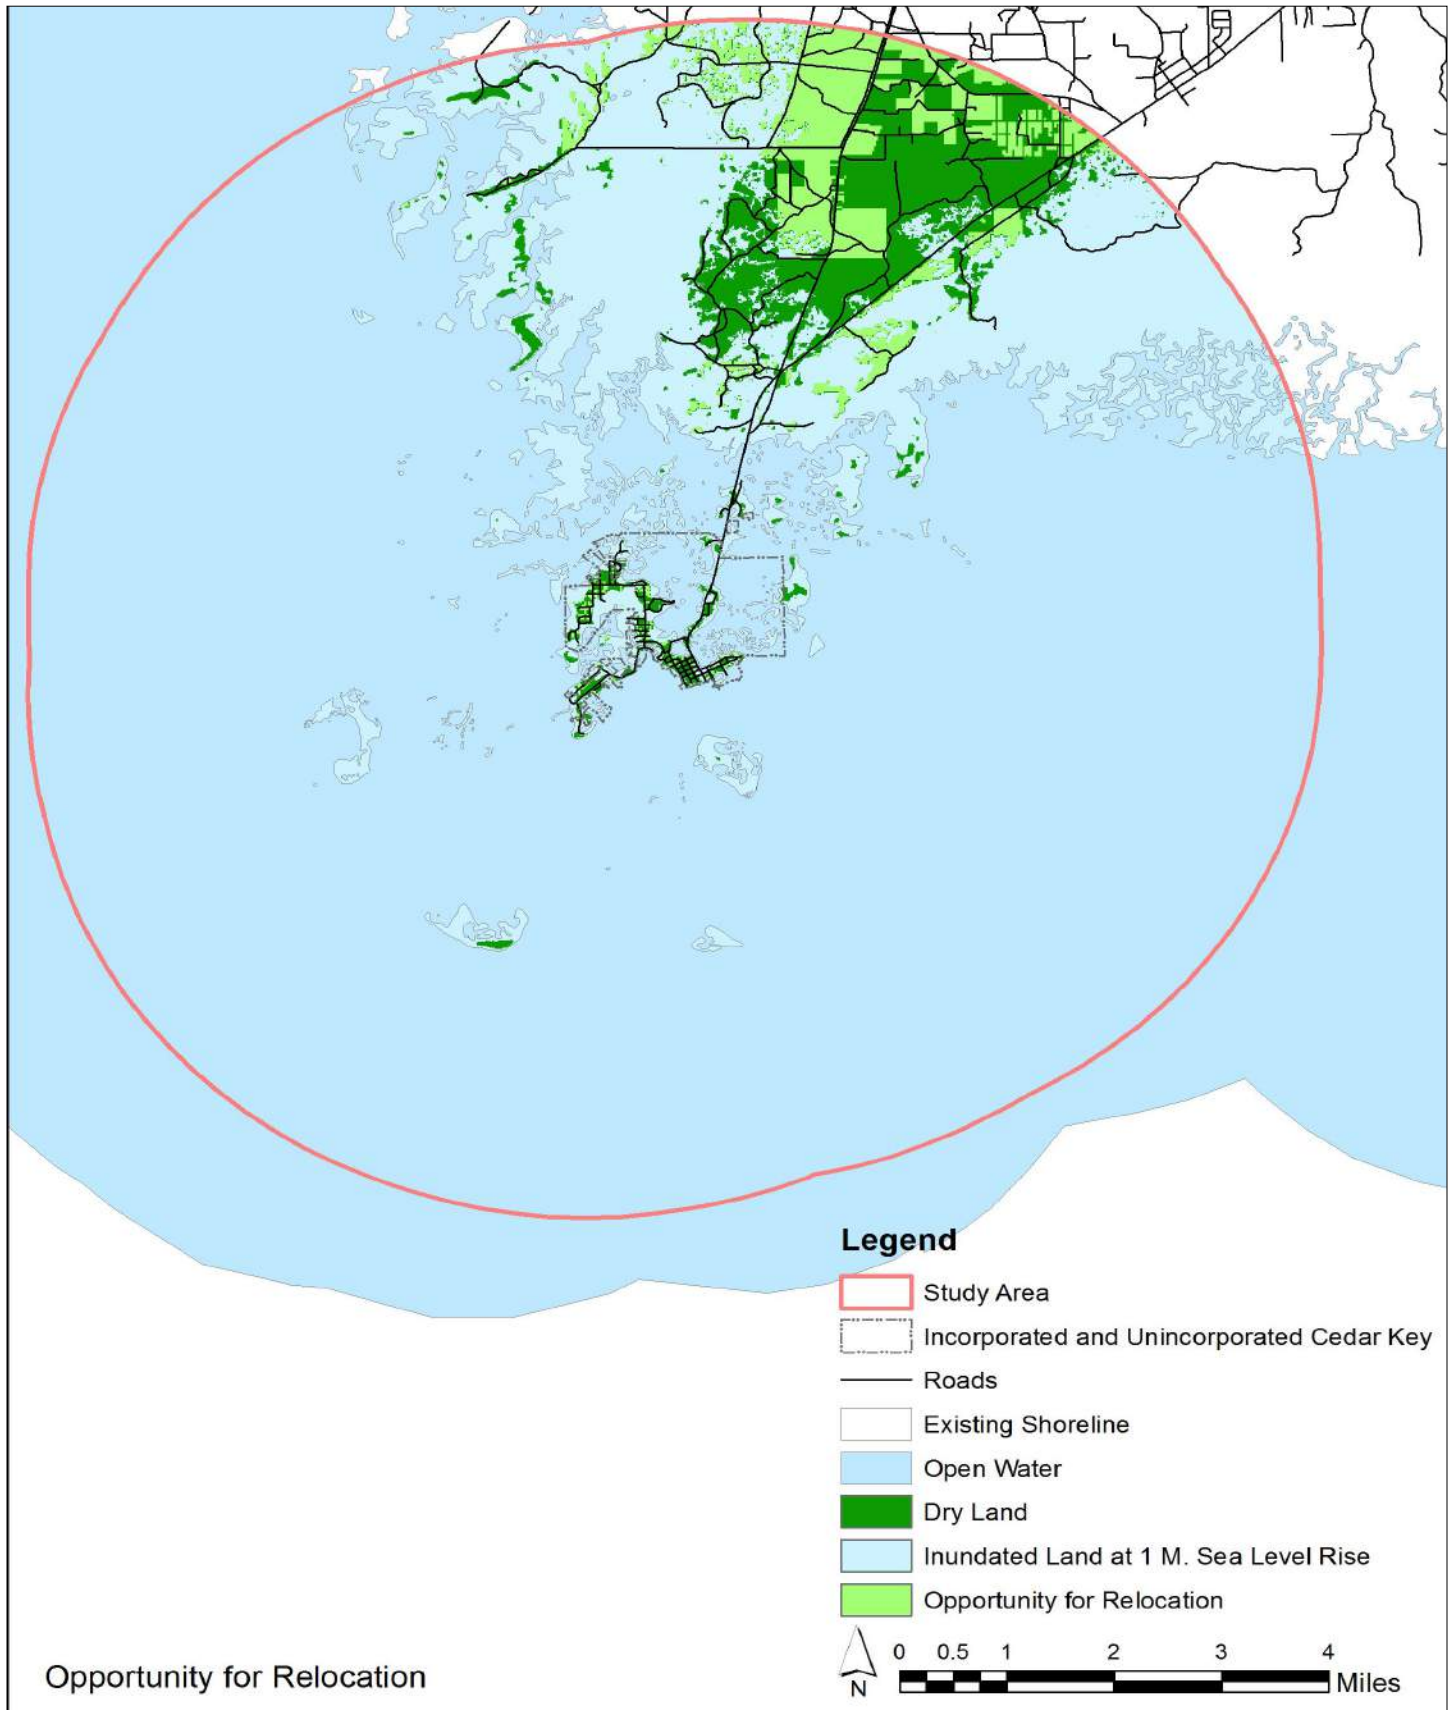 Legend
Study Area
Incorporated and Unincorporated Cedar Key
Roads
Existing Shoreline
Open Water
Dry Land
Inundated Land at 1 M. Sea Level Rise
Opportunity for Relocation
0 0.5 1 2 3 4
Miles
N
Opportunity for Relocation